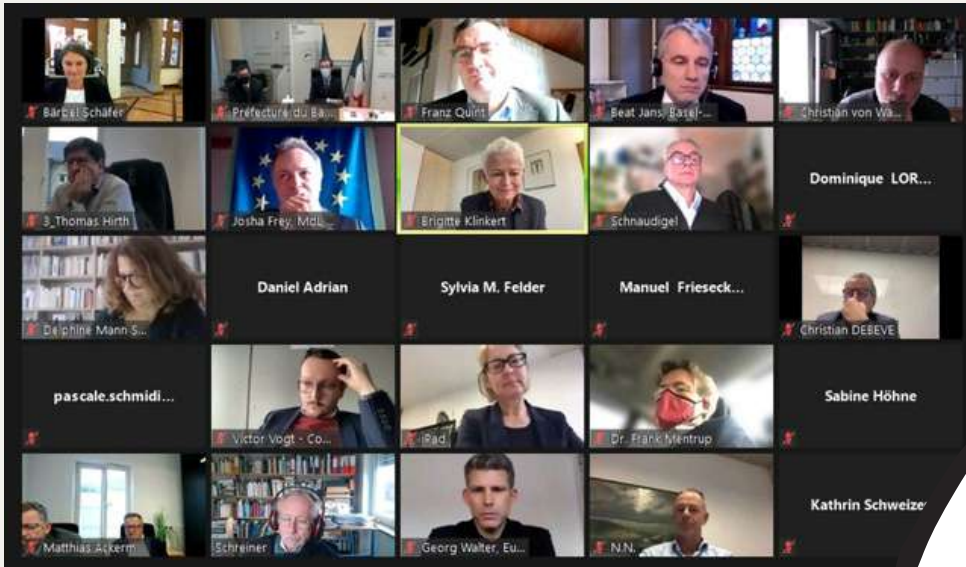 Bärbel Schäfer
Préfecture du Ba...
Franz Quint
Beat Jans, Basel-...
Christian von Wa...
3_Thomas Hirth
Josha Frey, MdL _
Brigitte Klinkert
Schnaudigel
Dominique LOR...
Delphine Mann S...
Daniel Adrian
Sylvia M. Felder
Manuel Frieseck...
Christian DEBEVE
pascale.schmidi...
Victor Vogt - Co...
iPad
Dr. Frank Mentrup
Sabine Höhne
Matthias Ackerm
Schreiner
Georg Walter, Eu...
N.N.
Kathrin Schweize